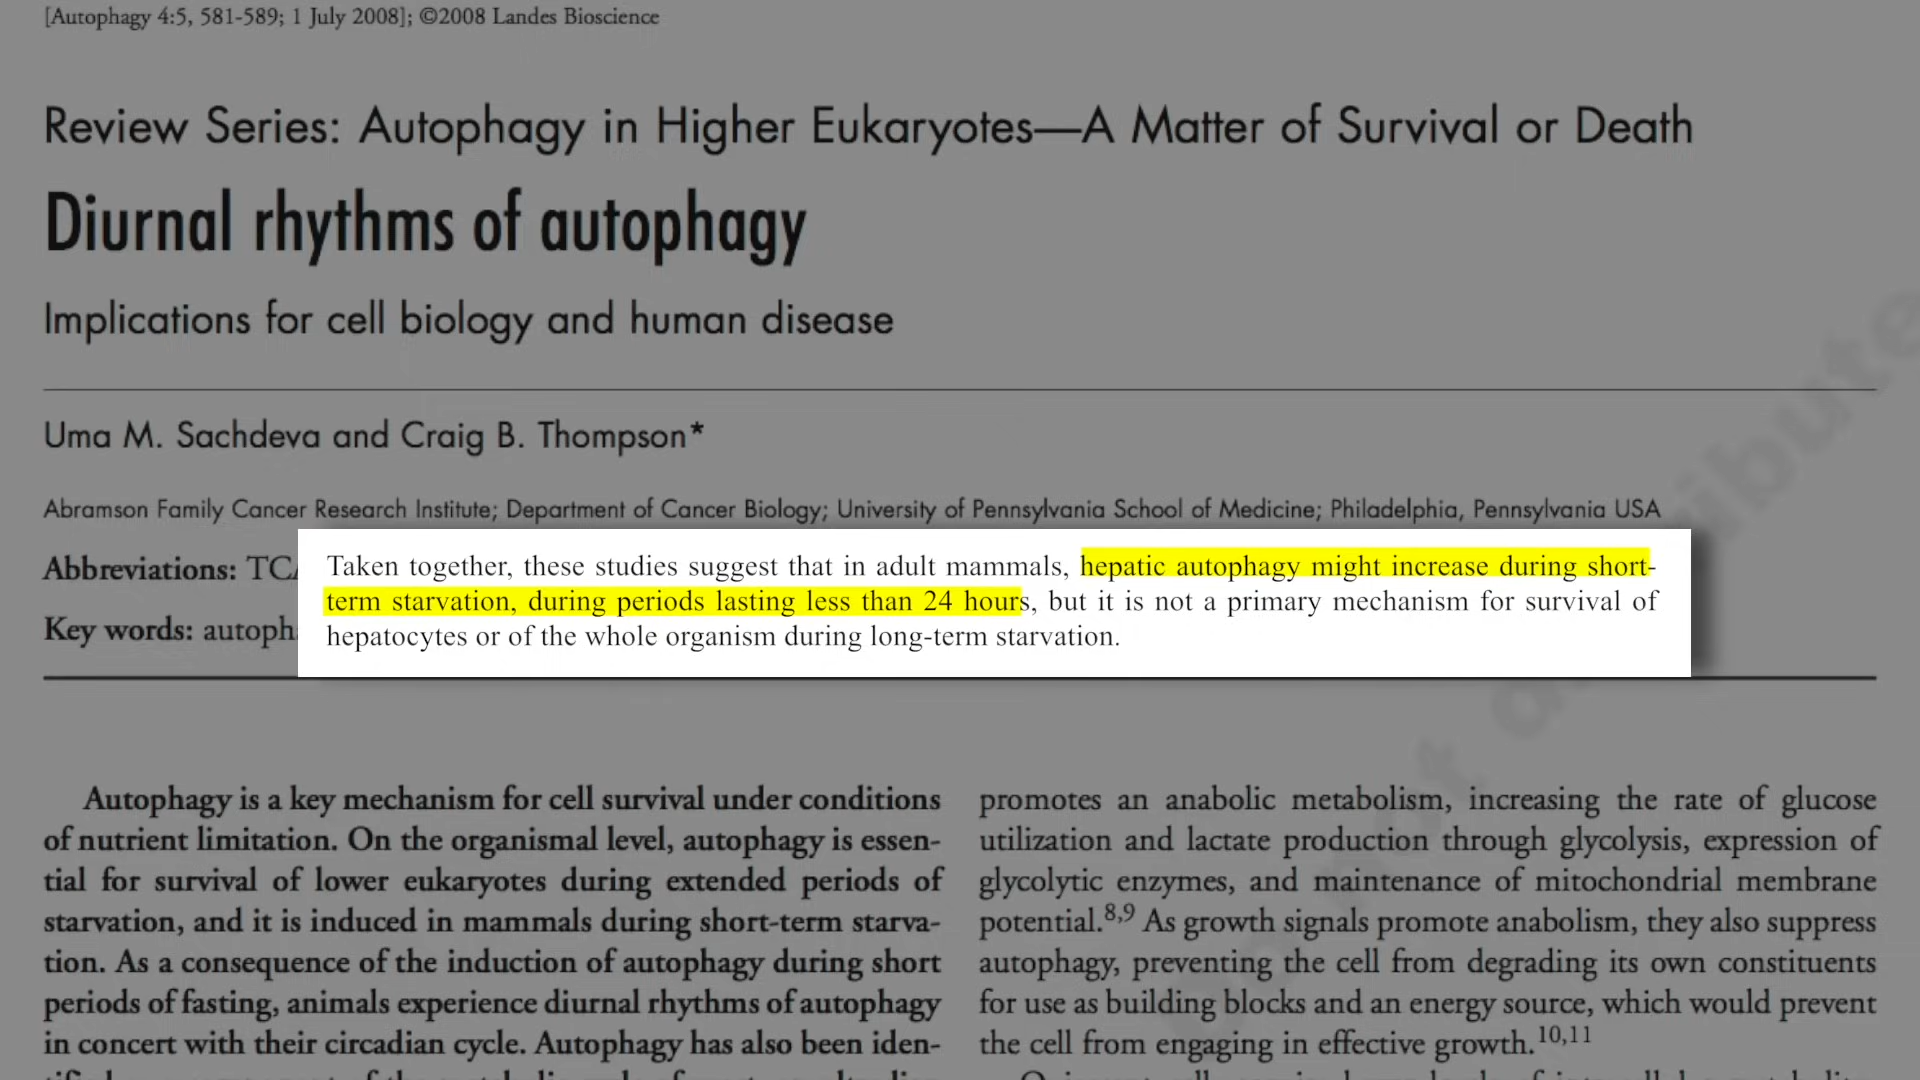 [Autophagy 4:5, 581-589; 1 July 2008]; ©2008 Landes Bioscience
Review Series: Autophagy in Higher Eukaryotes—A Matter of Survival or Death
Diurnal rhythms of autophagy
Implications for cell biology and human disease
Uma M. Sachdeva and Craig B. Thompson*
Abramson Family Cancer Research Institute; Department of Cancer Biology; University of Pennsylvania School of Medicine; Philadelphia, Pennsylvania USA
Abbreviations:
Key words:
Taken together, these studies suggest that in adult mammals, hepatic autophagy might increase during short-
term starvation, during periods lasting less than 24 hours, but it is not a primary mechanism for survival of
hepatocytes or of the whole organism during long-term starvation.
Autophagy is a key mechanism for cell survival under conditions
of nutrient limitation. On the organismal level, autophagy is essen-
tial for survival of lower eukaryotes during extended periods of
starvation, and it is induced in mammals during short-term starva-
tion. As a consequence of the induction of autophagy during short
periods of fasting, animals experience diurnal rhythms of autophagy
in concert with their circadian cycle. Autophagy has also been iden-
promotes an anabolic metabolism, increasing the rate of glucose
utilization and lactate production through glycolysis, expression of
glycolytic enzymes, and maintenance of mitochondrial membrane
potential.8,9 As growth signals promote anabolism, they also suppress
autophagy, preventing the cell from degrading its own constituents
for use as building blocks and an energy source, which would prevent
the cell from engaging in effective growth.10,11